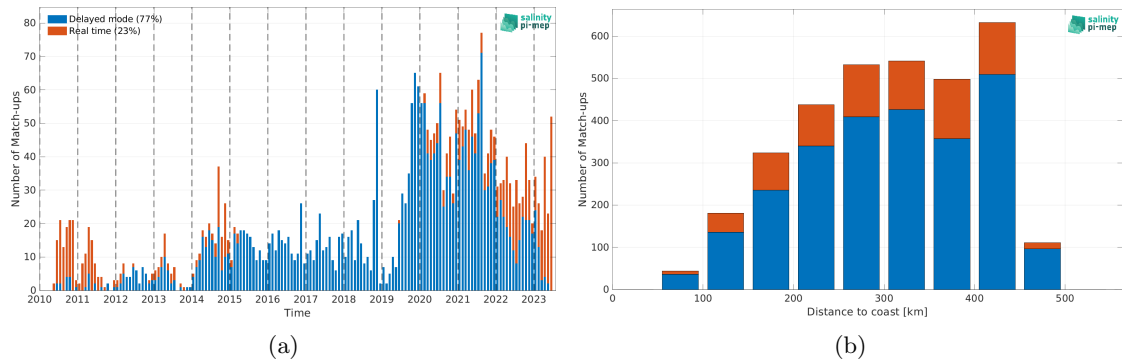 Delayed mode (77%)
Real time (23%)
salinity
pi-mep
80
70
60
50
40
30
20
10
0
Number of Match-ups
2010 2011 2012 2013 2014 2015 2016 2017 2018 2019 2020 2021 2022 2023
Time
(a)
salinity
pi-mep
600
500
400
300
200
100
0
Number of Match-ups
0 100 200 300 400 500
Distance to coast [km]
(b)